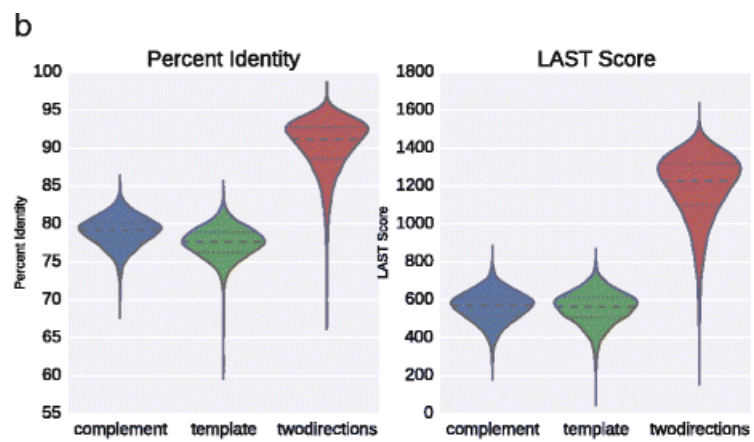 b
Percent Identity
LAST Score
100
95
90
85
80
75
70
65
60
55
Percent Identity
complement template twodirections
1800
1600
1400
1200
1000
800
600
400
200
0
LAST Score
complement template twodirections